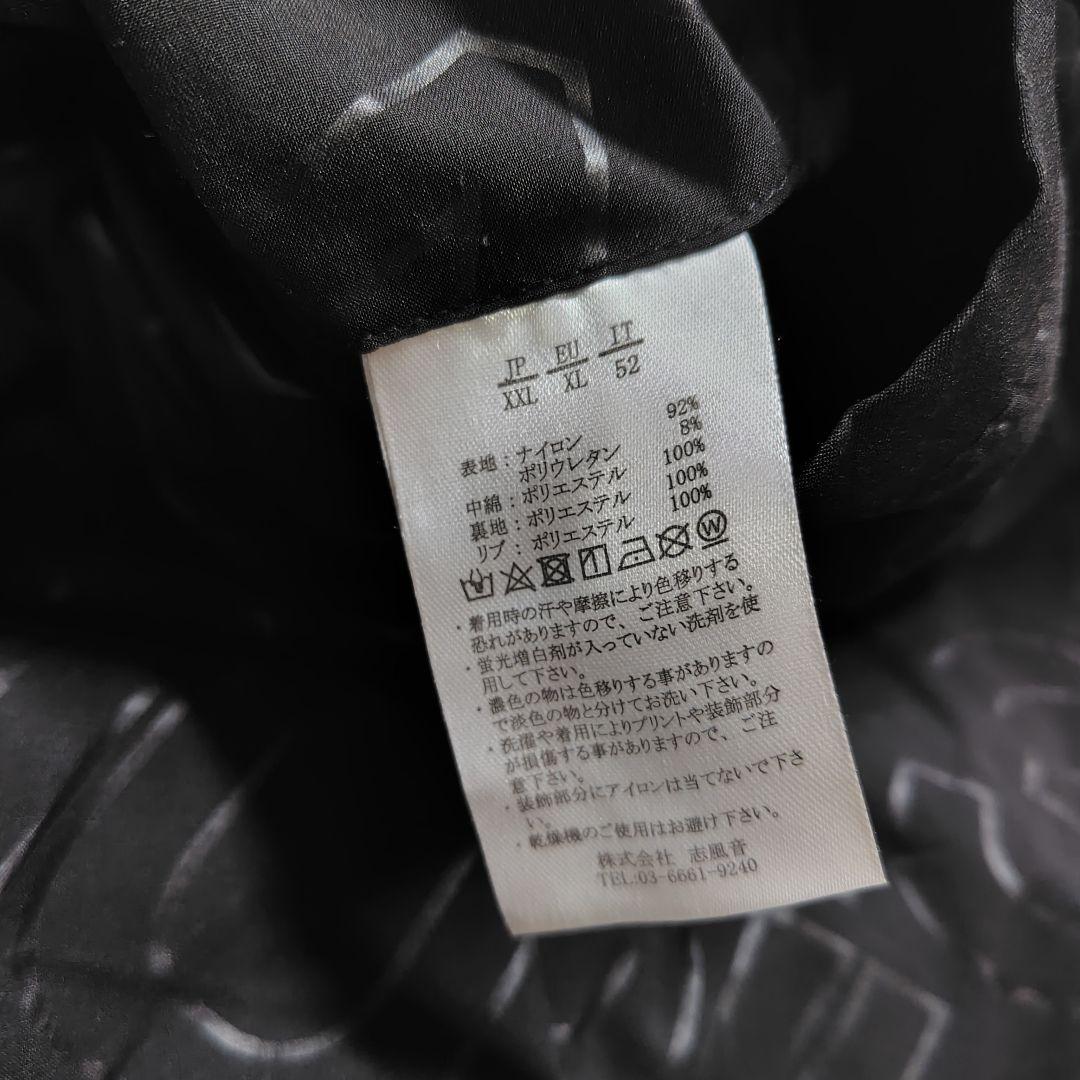 JP EU IT
XXL XL 52
表地：ナイロン 92%
ポリウレタン 8%
中綿：ポリエステル 100%
裏地：ポリエステル 100%
リブ：ポリエステル 100%
W
・着用時の汗や摩擦により色移りする
恐れがありますので、ご注意下さい。
・蛍光増白剤が入っていない洗剤を使
用して下さい。
・濃色の物は色移りする事がありますの
で淡色の物と分けてお洗い下さい。
・洗濯や着用によりプリントや装飾部分
が損傷する事がありますので、ご注
意下さい。
・装飾部分にアイロンは当てないで下さ
い。
・乾燥機のご使用はお避け下さい。
株式会社 志風音
TEL:03-6661-9240